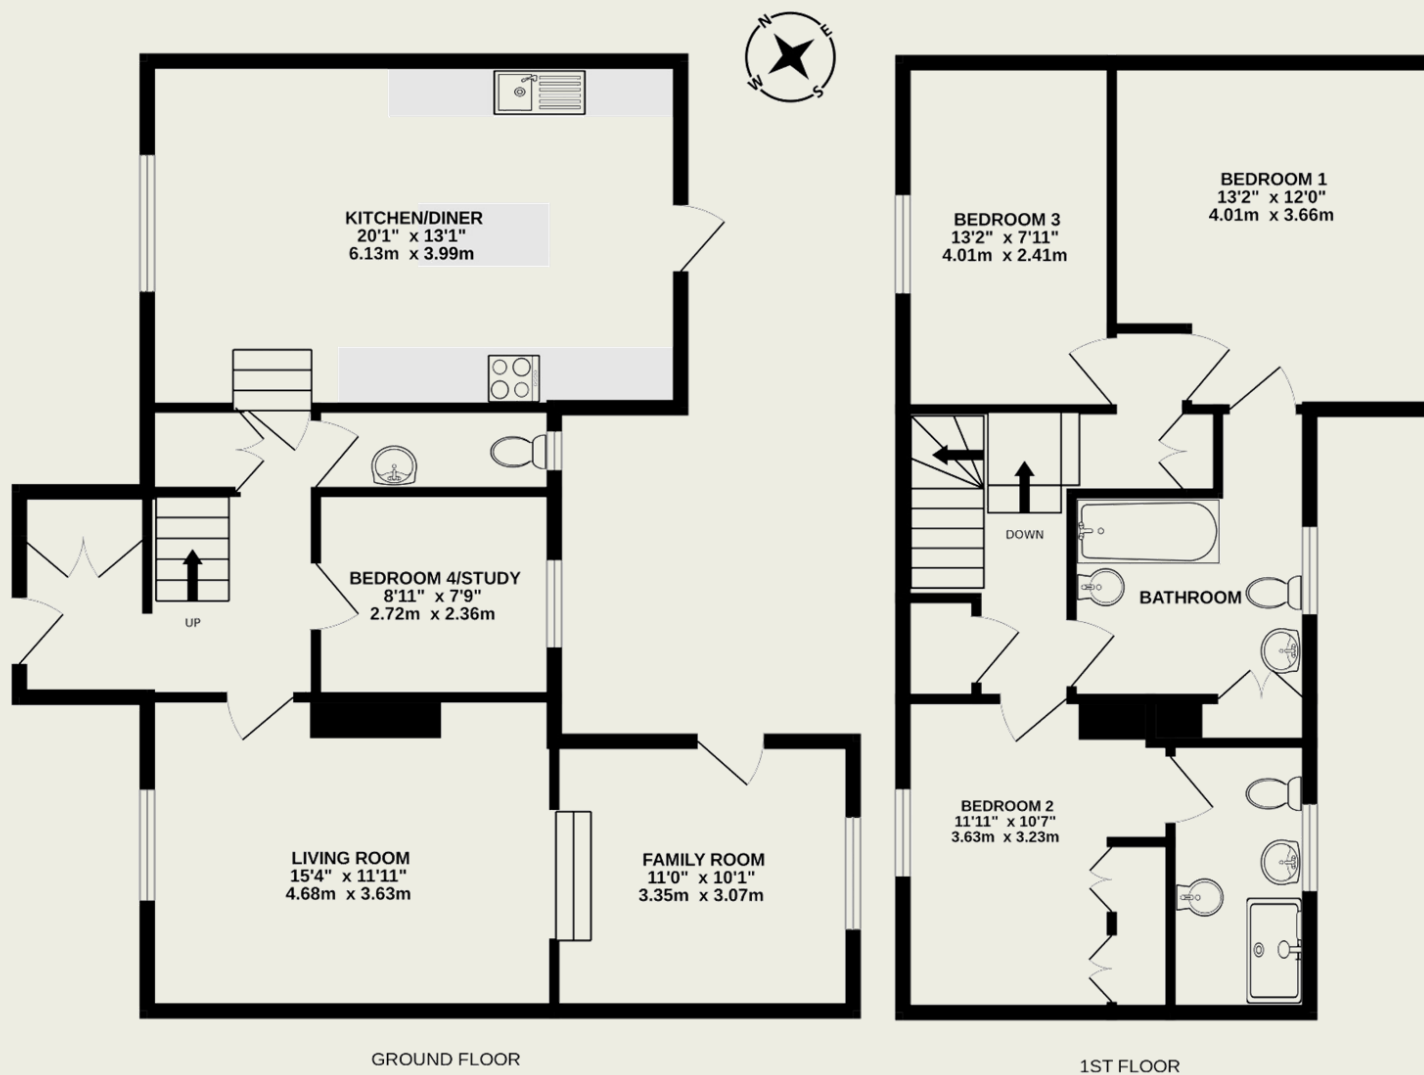 N
E
W
S
KITCHEN/DINER
20'1" x 13'1"
6.13m x 3.99m
BEDROOM 4/STUDY
8'11" x 7'9"
2.72m x 2.36m
UP
LIVING ROOM
15'4" x 11'11"
4.68m x 3.63m
FAMILY ROOM
11'0" x 10'1"
3.35m x 3.07m
GROUND FLOOR
BEDROOM 3
13'2" x 7'11"
4.01m x 2.41m
BEDROOM 1
13'2" x 12'0"
4.01m x 3.66m
DOWN
BATHROOM
BEDROOM 2
11'11" x 10'7"
3.63m x 3.23m
1ST FLOOR